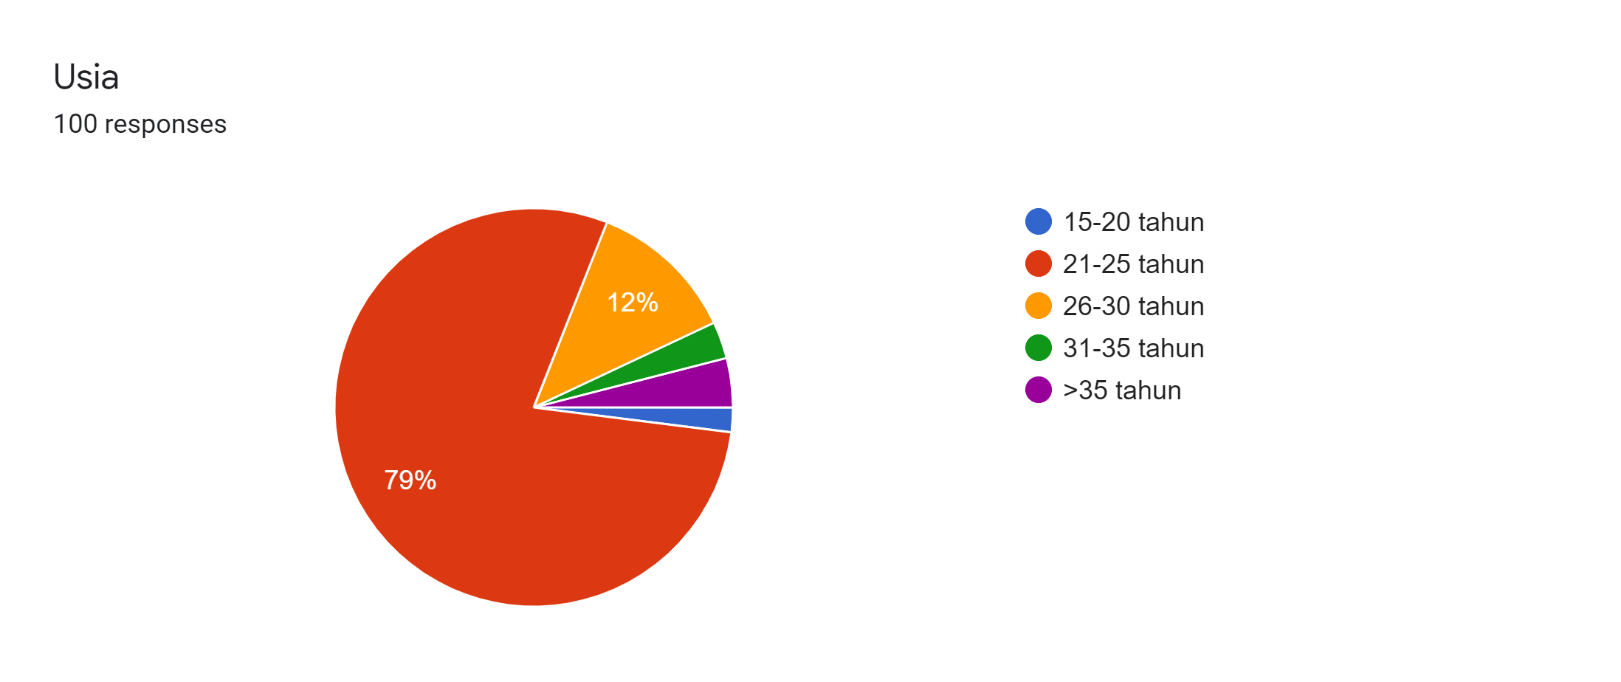 Usia
100 responses
12%
79%
15-20 tahun
21-25 tahun
26-30 tahun
31-35 tahun
>35 tahun